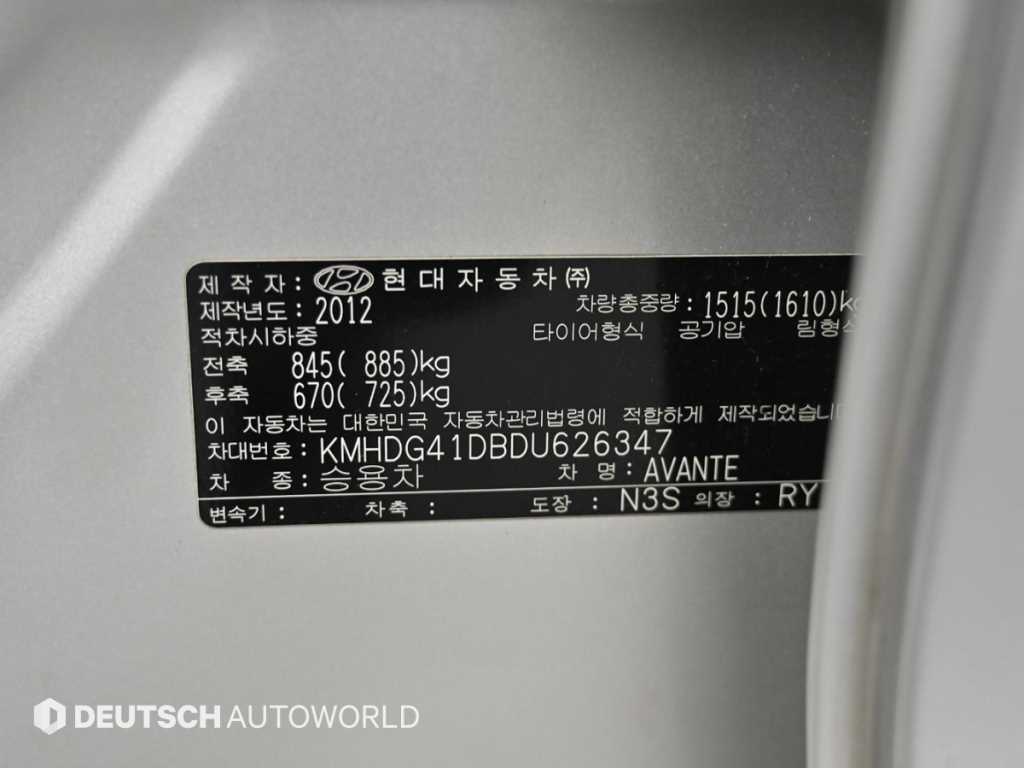 제 작 자 : 현 대 자 동 차 ㈜
제작년도 : 2012 차량총중량 : 1515(1610)kg
적차시하중 타이어형식 공기압 림형식
전축 845( 885)kg
후축 670( 725)kg
이 자동차는 대한민국 자동차관리법령에 적합하게 제작되었습니
차대번호 : KMHDG41DBDU626347
차 종 : 승용차 차 명 : AVANTE
변속기 : 차축 : 도장 : N3S 의장 : RY
DEUTSCH AUTOWORLD